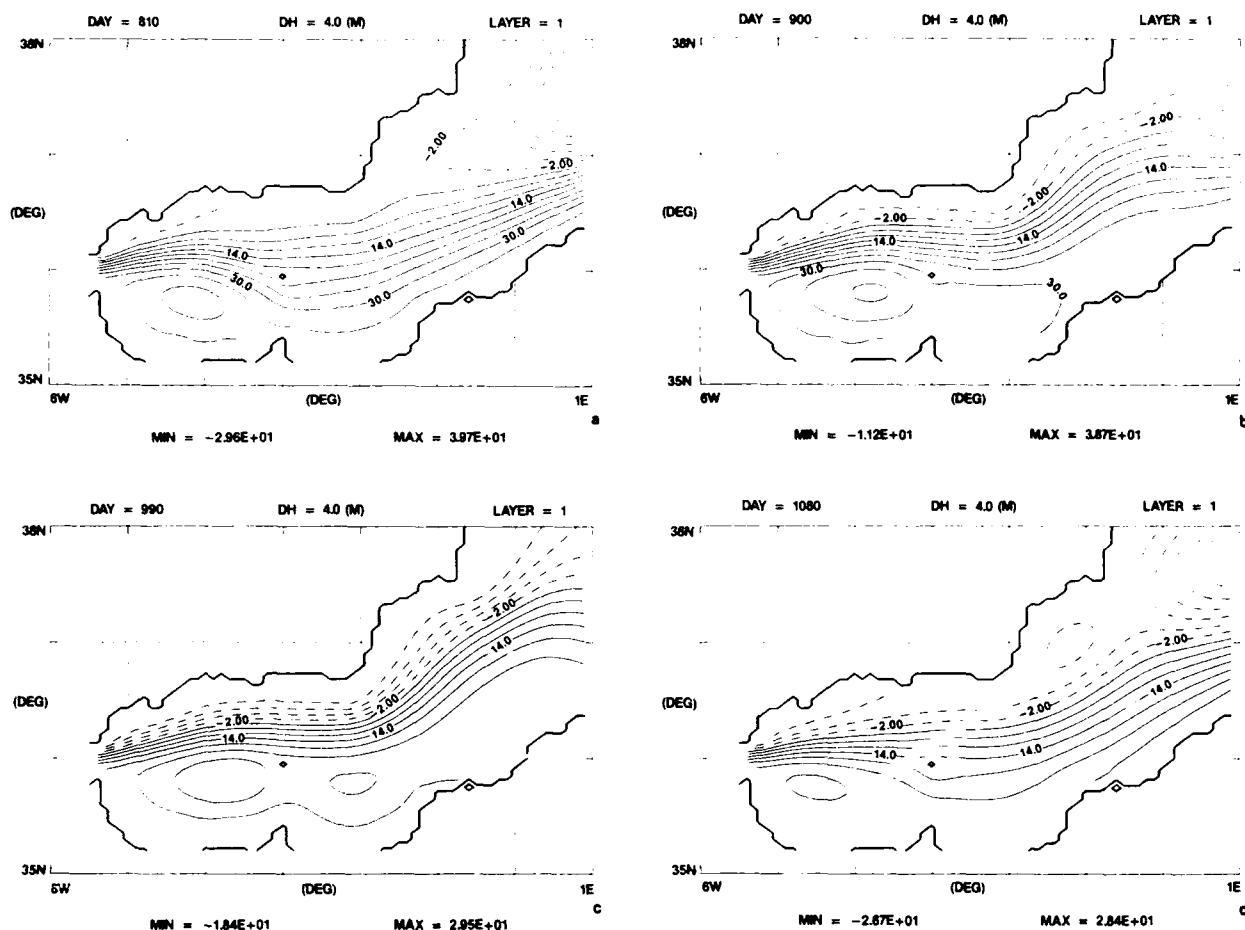 DAY = 810 DH = 4.0 (M) LAYER = 1
38N
-2.00
-2.00
(DEG)
14.0
14.0
14.0
30.0
30.0
30.0
35N
6W (DEG) 1E
a
MIN = -2.96E+01 MAX = 3.97E+01
DAY = 900 DH = 4.0 (M) LAYER = 1
38N
-2.00
14.0
-2.00
(DEG)
-2.00
14.0
14.0
30.0
30.0
35N
6W (DEG) 1E
b
MIN = -1.12E+01 MAX = 3.87E+01
DAY = 990 DH = 4.0 (M) LAYER = 1
38N
-2.00
14.0
(DEG)
-2.00
-2.00
14.0
14.0
35N
6W (DEG) 1E
c
MIN = -1.84E+01 MAX = 2.95E+01
DAY = 1080 DH = 4.0 (M) LAYER = 1
38N
-2.00
14.0
(DEG)
-2.00
-2.00
14.0
14.0
35N
6W (DEG) 1E
d
MIN = -2.67E+01 MAX = 2.84E+01